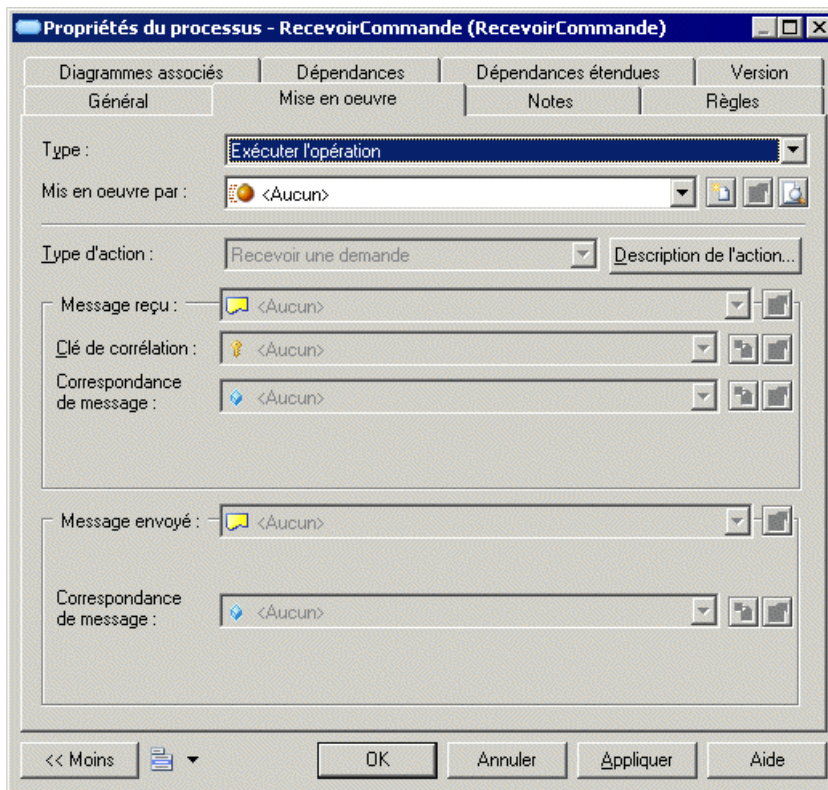 Propriétés du processus - RecevoirCommande (RecevoirCommande)
Diagrammes associés Dépendances Dépendances étendues Version
Général Mise en oeuvre Notes Règles
Type : Exécuter l'opération
Mis en oeuvre par : <Aucun>
Type d'action : Recevoir une demande Description de l'action...
Message reçu : <Aucun>
Clé de corrélation : <Aucun>
Correspondance
de message : <Aucun>
Message envoyé : <Aucun>
Correspondance
de message : <Aucun>
<< Moins OK Annuler Appliquer Aide